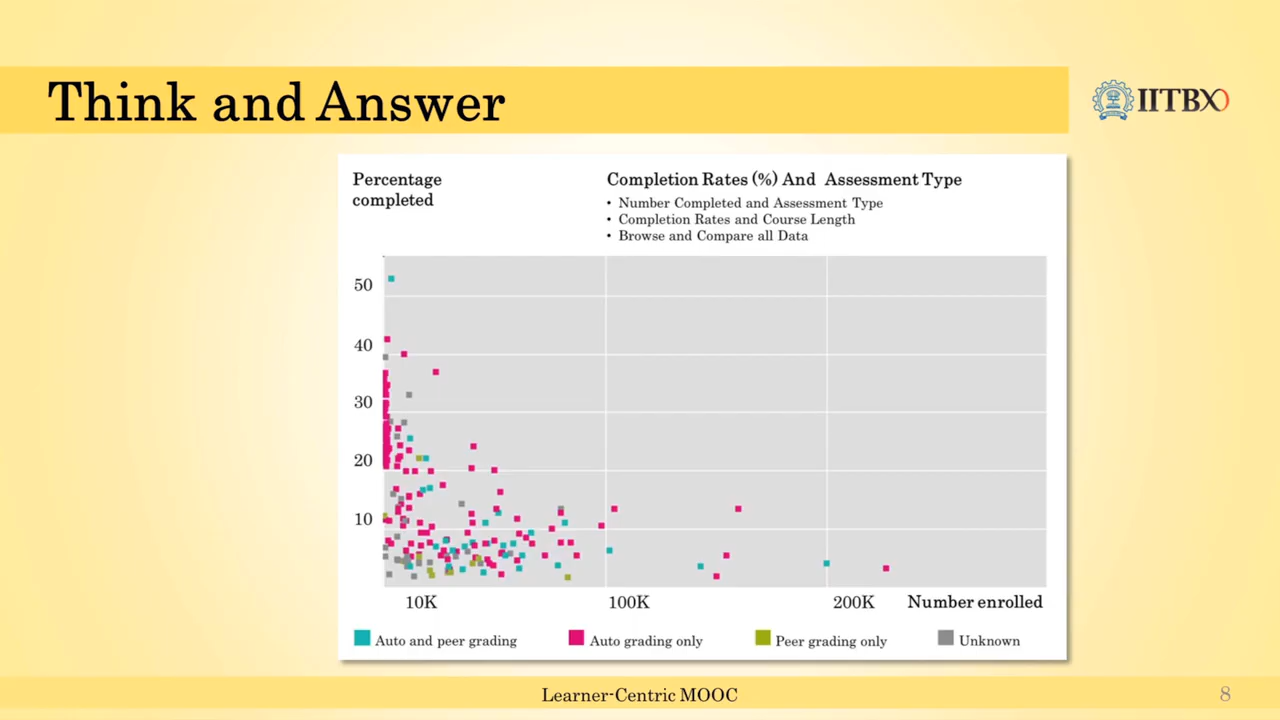 Think and Answer
IITBX
Percentage
completed
Completion Rates (%) And Assessment Type
• Number Completed and Assessment Type
• Completion Rates and Course Length
• Browse and Compare all Data
50
40
30
20
10
10K
100K
200K
Number enrolled
Auto and peer grading
Auto grading only
Peer grading only
Unknown
Learner-Centric MOOC
8